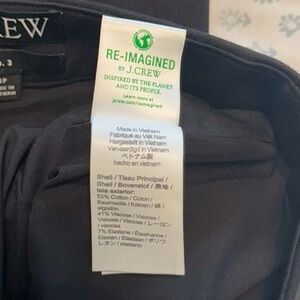 REW
. 3
RE-IMAGINED
BY J.CREW
INSPIRED BY THE PLANET
AND ITS PEOPLE.
Learn more at
jcrew.com/reimagined
Made in Vietnam
Fabriqué au Viêt Nam
Hergestellt in Vietnam
Vervaardigd in Vietnam
ベトナム製
hecho en vietnam
Shell / Tissu Principal /
Shell / Bovenstof / 表地 /
tela exterior:
52% Cotton / Coton /
Baumwolle / Katoen / 綿 /
algodón
41% Viscose / Viscose /
Viskose / Viscose / レーヨン
/ viscosa
7% Elastane / Élasthanne /
Elastan / Elastaan / ポリウ
レタン / elastano